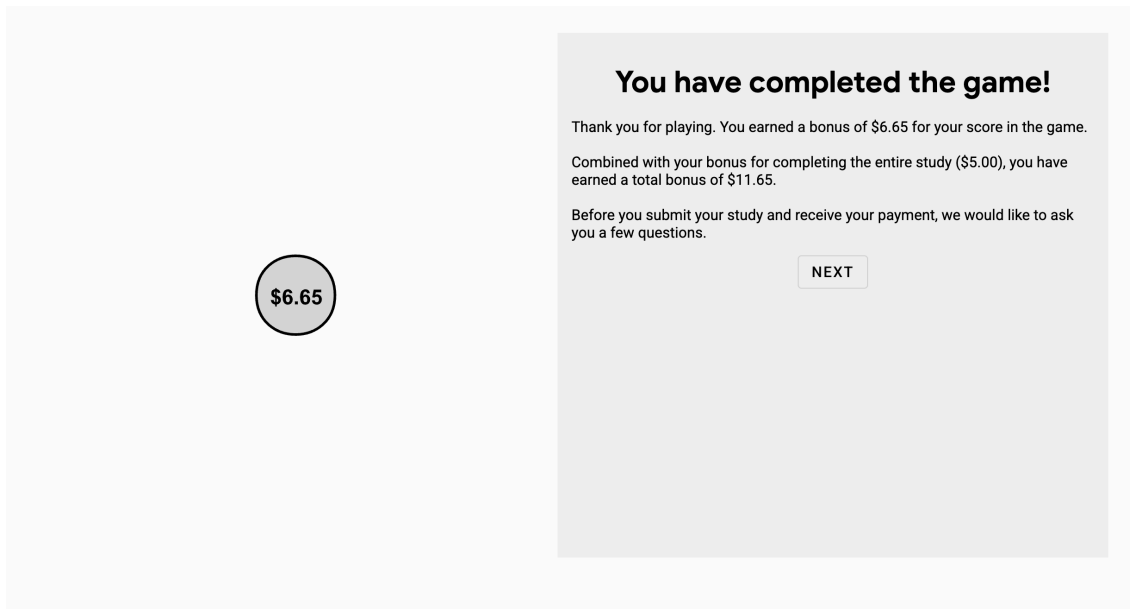 You have completed the game!
Thank you for playing. You earned a bonus of $6.65 for your score in the game.
Combined with your bonus for completing the entire study ($5.00), you have
earned a total bonus of $11.65.
Before you submit your study and receive your payment, we would like to ask
you a few questions.
NEXT
$6.65